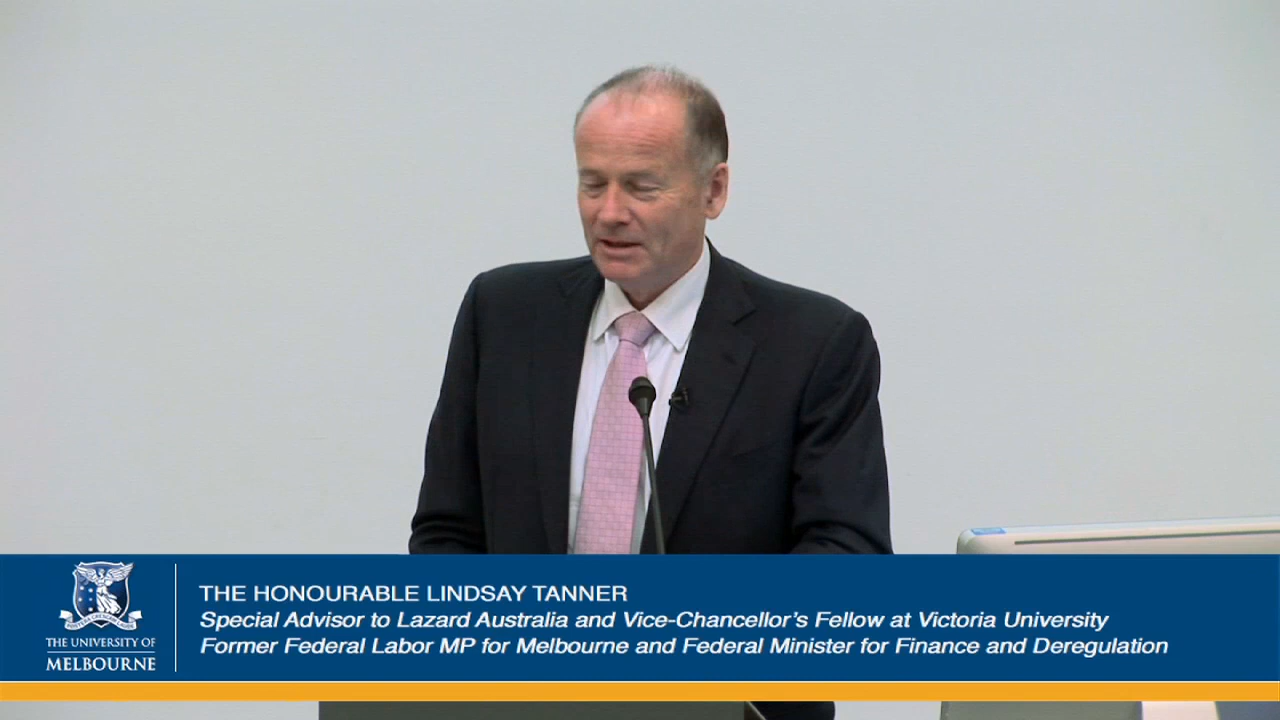 THE HONOURABLE LINDSAY TANNER
Special Advisor to Lazard Australia and Vice-Chancellor's Fellow at Victoria University
Former Federal Labor MP for Melbourne and Federal Minister for Finance and Deregulation
THE UNIVERSITY OF
MELBOURNE